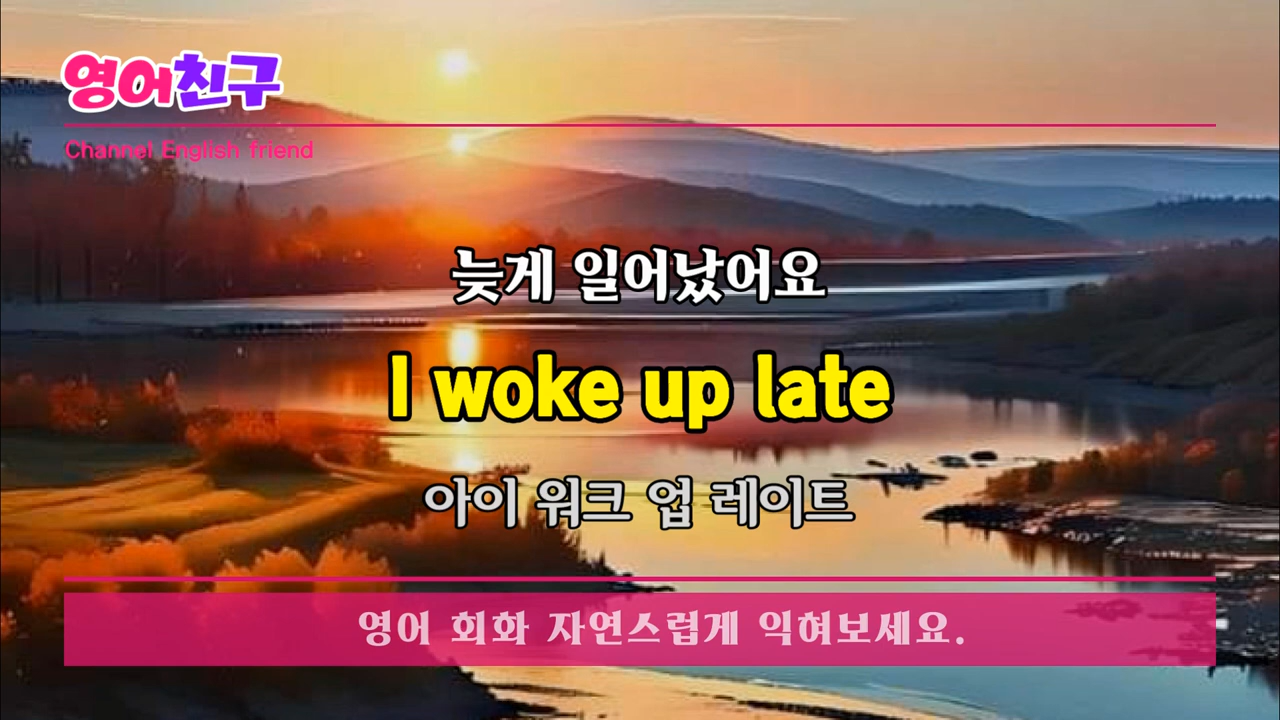 영어친구
Channel English friend
늦게 일어났어요
I woke up late
아이 워크 업 레이트
영어 회화 자연스럽게 익혀보세요.